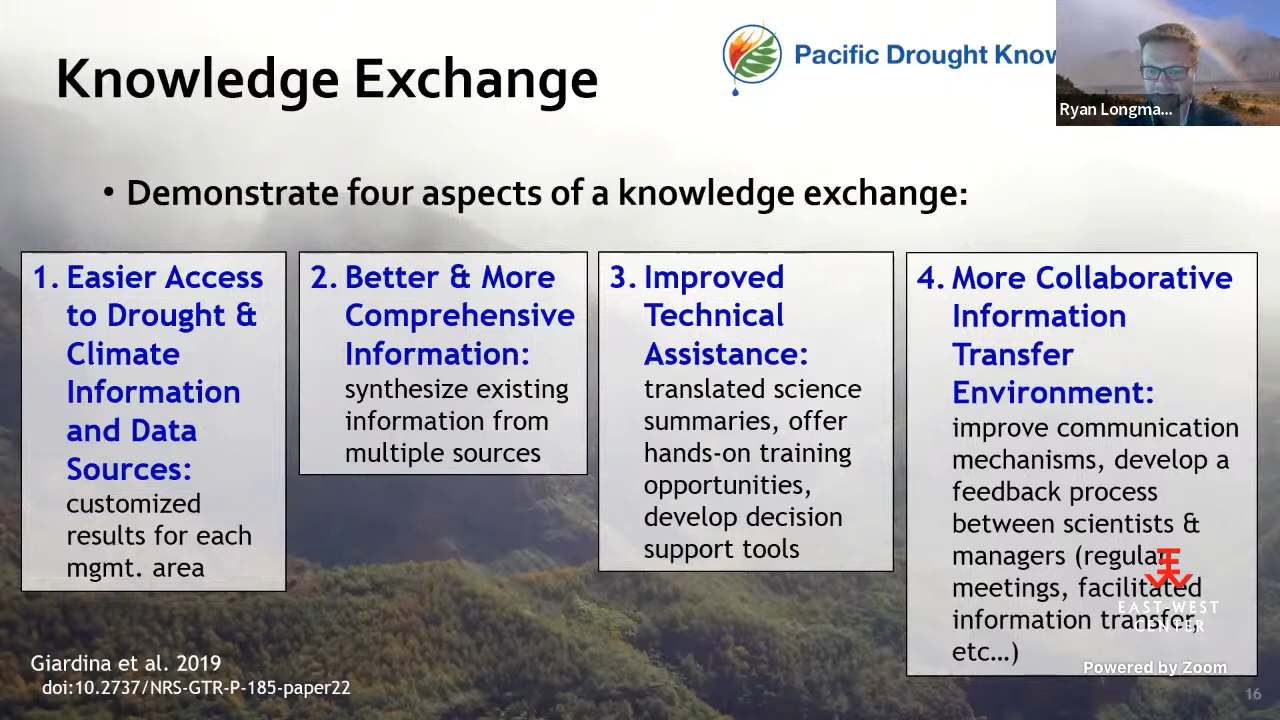 Knowledge Exchange
Pacific Drought Know
Ryan Longma...
• Demonstrate four aspects of a knowledge exchange:
1. Easier Access
to Drought &
Climate
Information
and Data
Sources:
customized
results for each
mgmt. area
2. Better & More
Comprehensive
Information:
synthesize existing
information from
multiple sources
3. Improved
Technical
Assistance:
translated science
summaries, offer
hands-on training
opportunities,
develop decision
support tools
4. More Collaborative
Information
Transfer
Environment:
improve communication
mechanisms, develop a
feedback process
between scientists &
managers (regular
meetings, facilitated
information transfer,
etc…)
EAST-WEST
CENTER
Powered by Zoom
Giardina et al. 2019
doi:10.2737/NRS-GTR-P-185-paper22
16